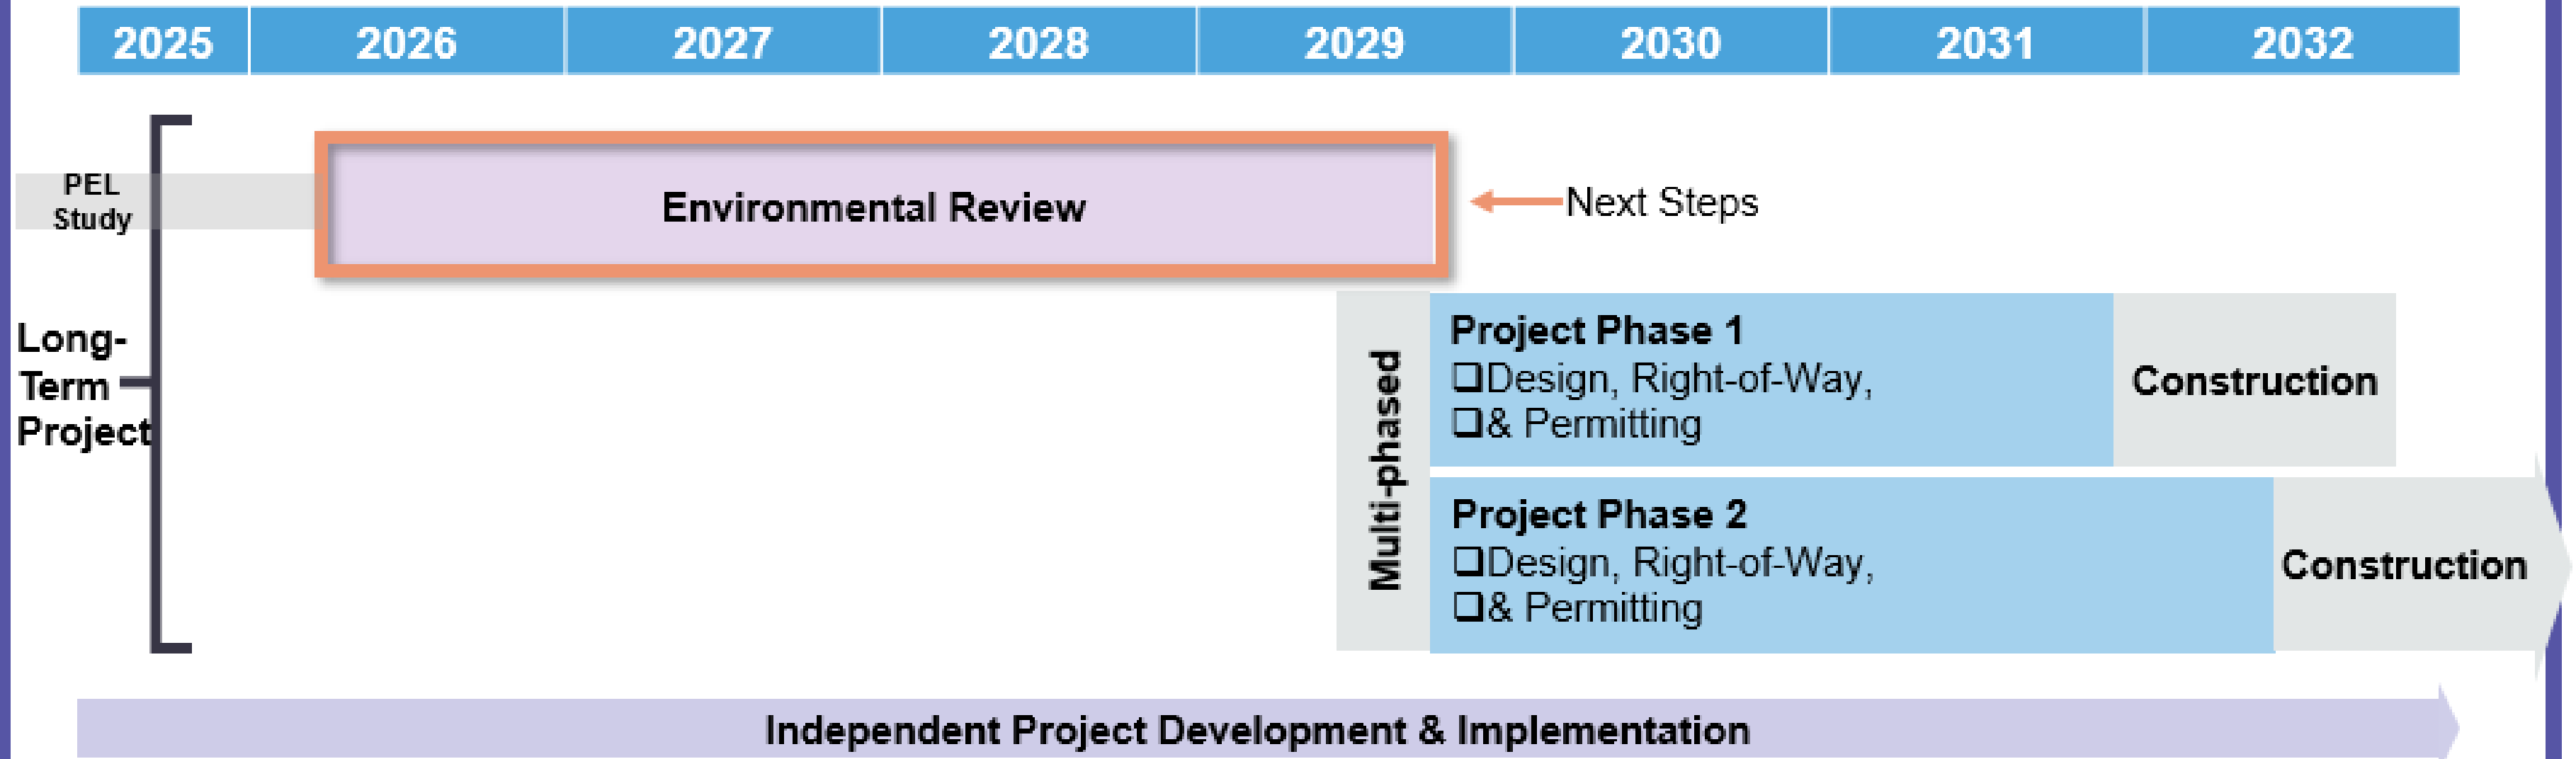 2025 2026 2027 2028 2029 2030 2031 2032
PEL
Study
Environmental Review
Next Steps
Long-
Term
Project
Multi-phased
Project Phase 1
❑Design, Right-of-Way,
❑& Permitting
Construction
Project Phase 2
❑Design, Right-of-Way,
❑& Permitting
Construction
Independent Project Development & Implementation